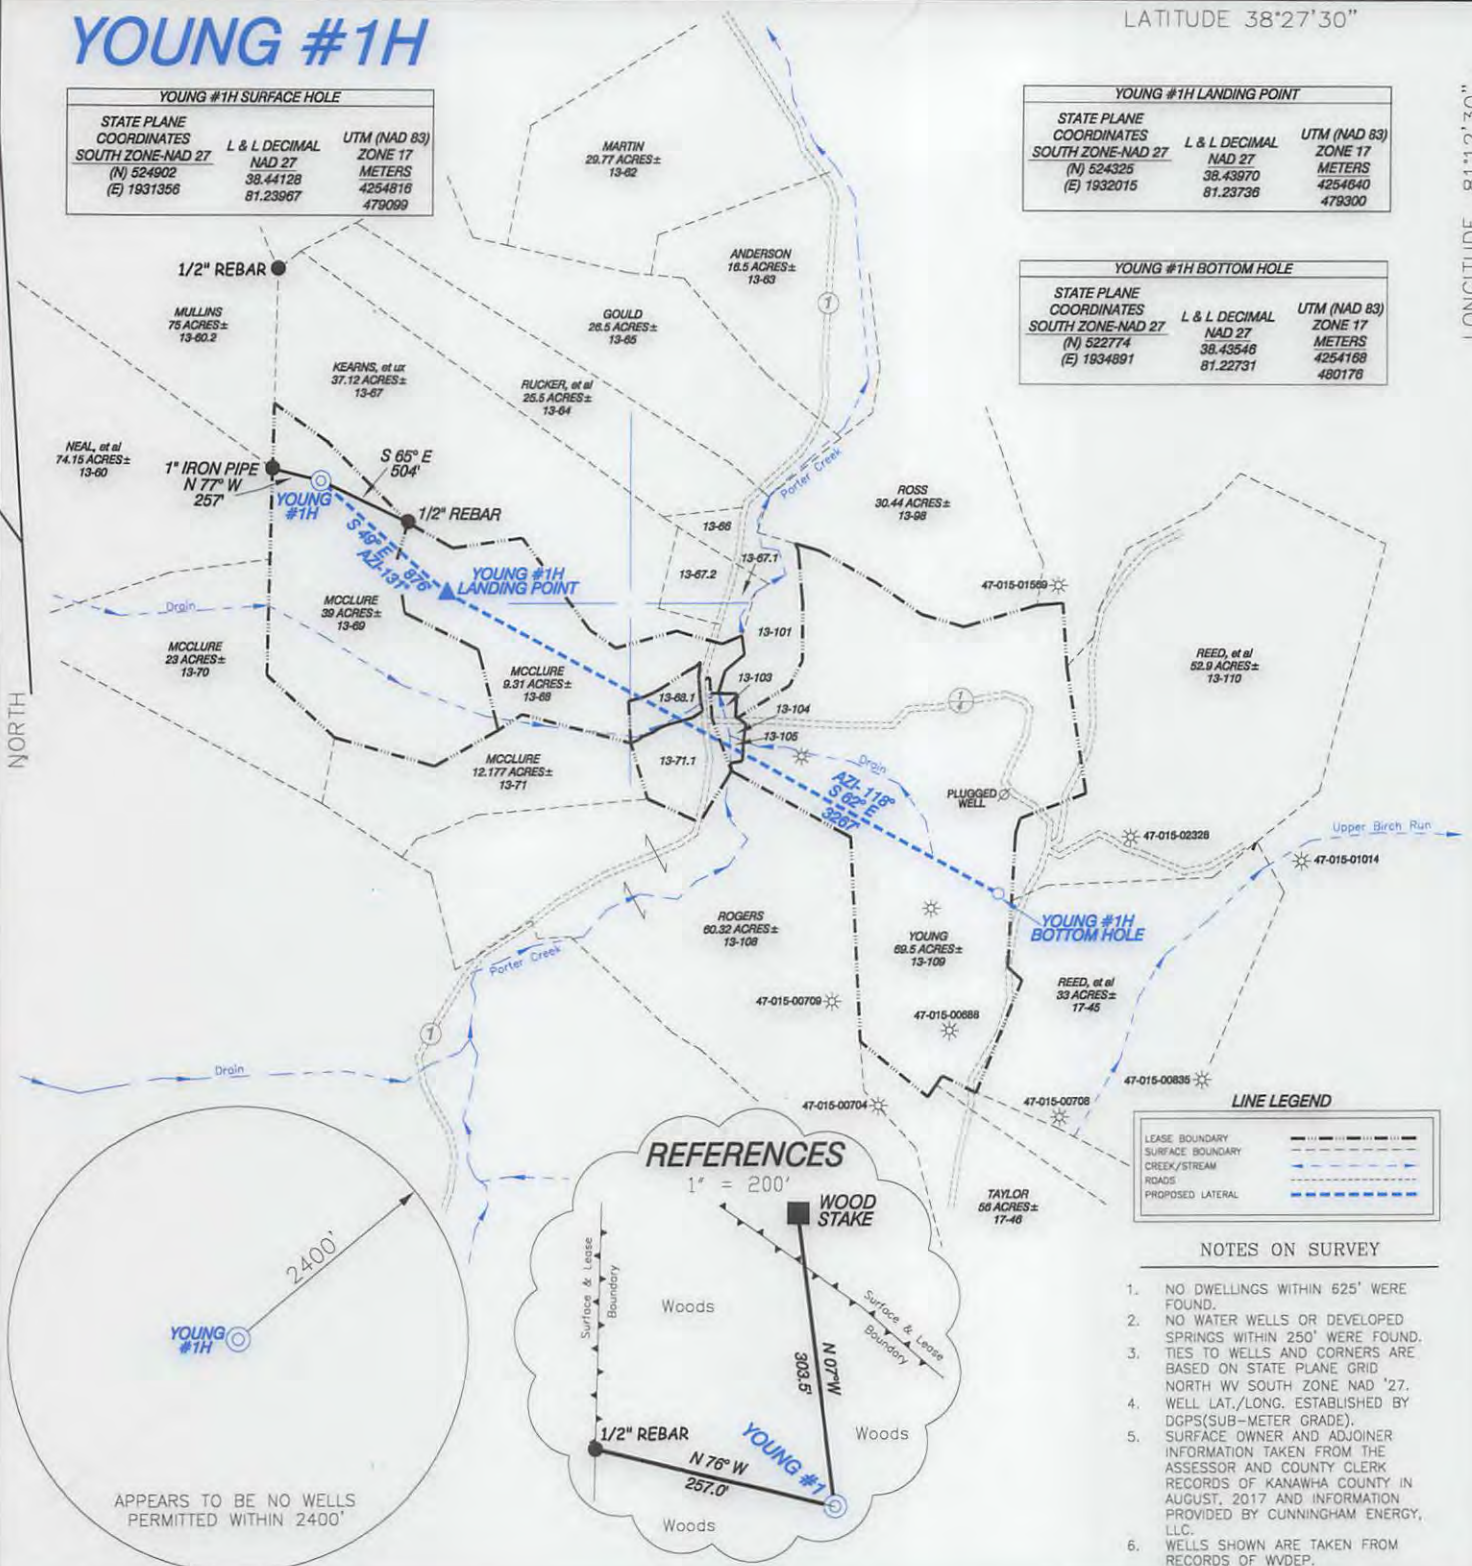 YOUNG #1H
LATITUDE 38°27'30"
LONGITUDE 81°12'30"
YOUNG #1H SURFACE HOLE
STATE PLANE
COORDINATES
SOUTH ZONE-NAD 27
(N) 524902
(E) 1931356
L & L DECIMAL
NAD 27
38.44128
81.23967
UTM (NAD 83)
ZONE 17
METERS
4254816
479099
YOUNG #1H LANDING POINT
STATE PLANE
COORDINATES
SOUTH ZONE-NAD 27
(N) 524325
(E) 1932015
L & L DECIMAL
NAD 27
38.43970
81.23736
UTM (NAD 83)
ZONE 17
METERS
4254640
479300
YOUNG #1H BOTTOM HOLE
STATE PLANE
COORDINATES
SOUTH ZONE-NAD 27
(N) 522774
(E) 1934891
L & L DECIMAL
NAD 27
38.43546
81.22731
UTM (NAD 83)
ZONE 17
METERS
4254168
480176
MARTIN
29.77 ACRES±
13-62
ANDERSON
16.5 ACRES±
13-63
1/2" REBAR
MULLINS
75 ACRES±
13-60.2
GOULD
26.5 ACRES±
13-65
1
KEARNS, et ux
37.12 ACRES±
13-67
RUCKER, et al
25.5 ACRES±
13-64
NEAL, et al
74.15 ACRES±
13-60
1" IRON PIPE
N 77° W
257'
S 65° E
504'
YOUNG
#1H
1/2" REBAR
Porter Creek
ROSS
30.44 ACRES±
13-98
13-66
13-67.1
13-67.2
S 49° E 876'
AZI-131°
YOUNG #1H
LANDING POINT
47-015-01569
Drain
MCCLURE
39 ACRES±
13-69
13-101
MCCLURE
23 ACRES±
13-70
REED, et al
52.9 ACRES±
13-110
MCCLURE
9.31 ACRES±
13-68
13-68.1
13-103
13-104
13-105
1
4
NORTH
MCCLURE
12.177 ACRES±
13-71
13-71.1
Drain
AZI-118°
S 62° E
3267'
PLUGGED
WELL
47-015-02328
Upper Birch Run
47-015-01014
ROGERS
60.32 ACRES±
13-108
YOUNG
69.5 ACRES±
13-109
YOUNG #1H
BOTTOM HOLE
Porter Creek
REED, et al
33 ACRES±
17-45
47-015-00709
47-015-00688
1
Drain
47-015-00835
47-015-00704
47-015-00708
TAYLOR
56 ACRES±
17-46
LINE LEGEND
LEASE BOUNDARY
SURFACE BOUNDARY
CREEK/STREAM
ROADS
PROPOSED LATERAL
2400'
YOUNG
#1H
APPEARS TO BE NO WELLS
PERMITTED WITHIN 2400'
REFERENCES
1" = 200'
WOOD
STAKE
Surface & Lease
Boundary
Woods
Surface & Lease
Boundary
N 07°W
303.5'
1/2" REBAR
N 76° W
257.0'
YOUNG #1
Woods
Woods
NOTES ON SURVEY
1. NO DWELLINGS WITHIN 625' WERE
FOUND.
2. NO WATER WELLS OR DEVELOPED
SPRINGS WITHIN 250' WERE FOUND.
3. TIES TO WELLS AND CORNERS ARE
BASED ON STATE PLANE GRID
NORTH WV SOUTH ZONE NAD '27.
4. WELL LAT./LONG. ESTABLISHED BY
DGPS(SUB-METER GRADE).
5. SURFACE OWNER AND ADJOINER
INFORMATION TAKEN FROM THE
ASSESSOR AND COUNTY CLERK
RECORDS OF KANAWHA COUNTY IN
AUGUST, 2017 AND INFORMATION
PROVIDED BY CUNNINGHAM ENERGY,
LLC.
6. WELLS SHOWN ARE TAKEN FROM
RECORDS OF WVDEP.